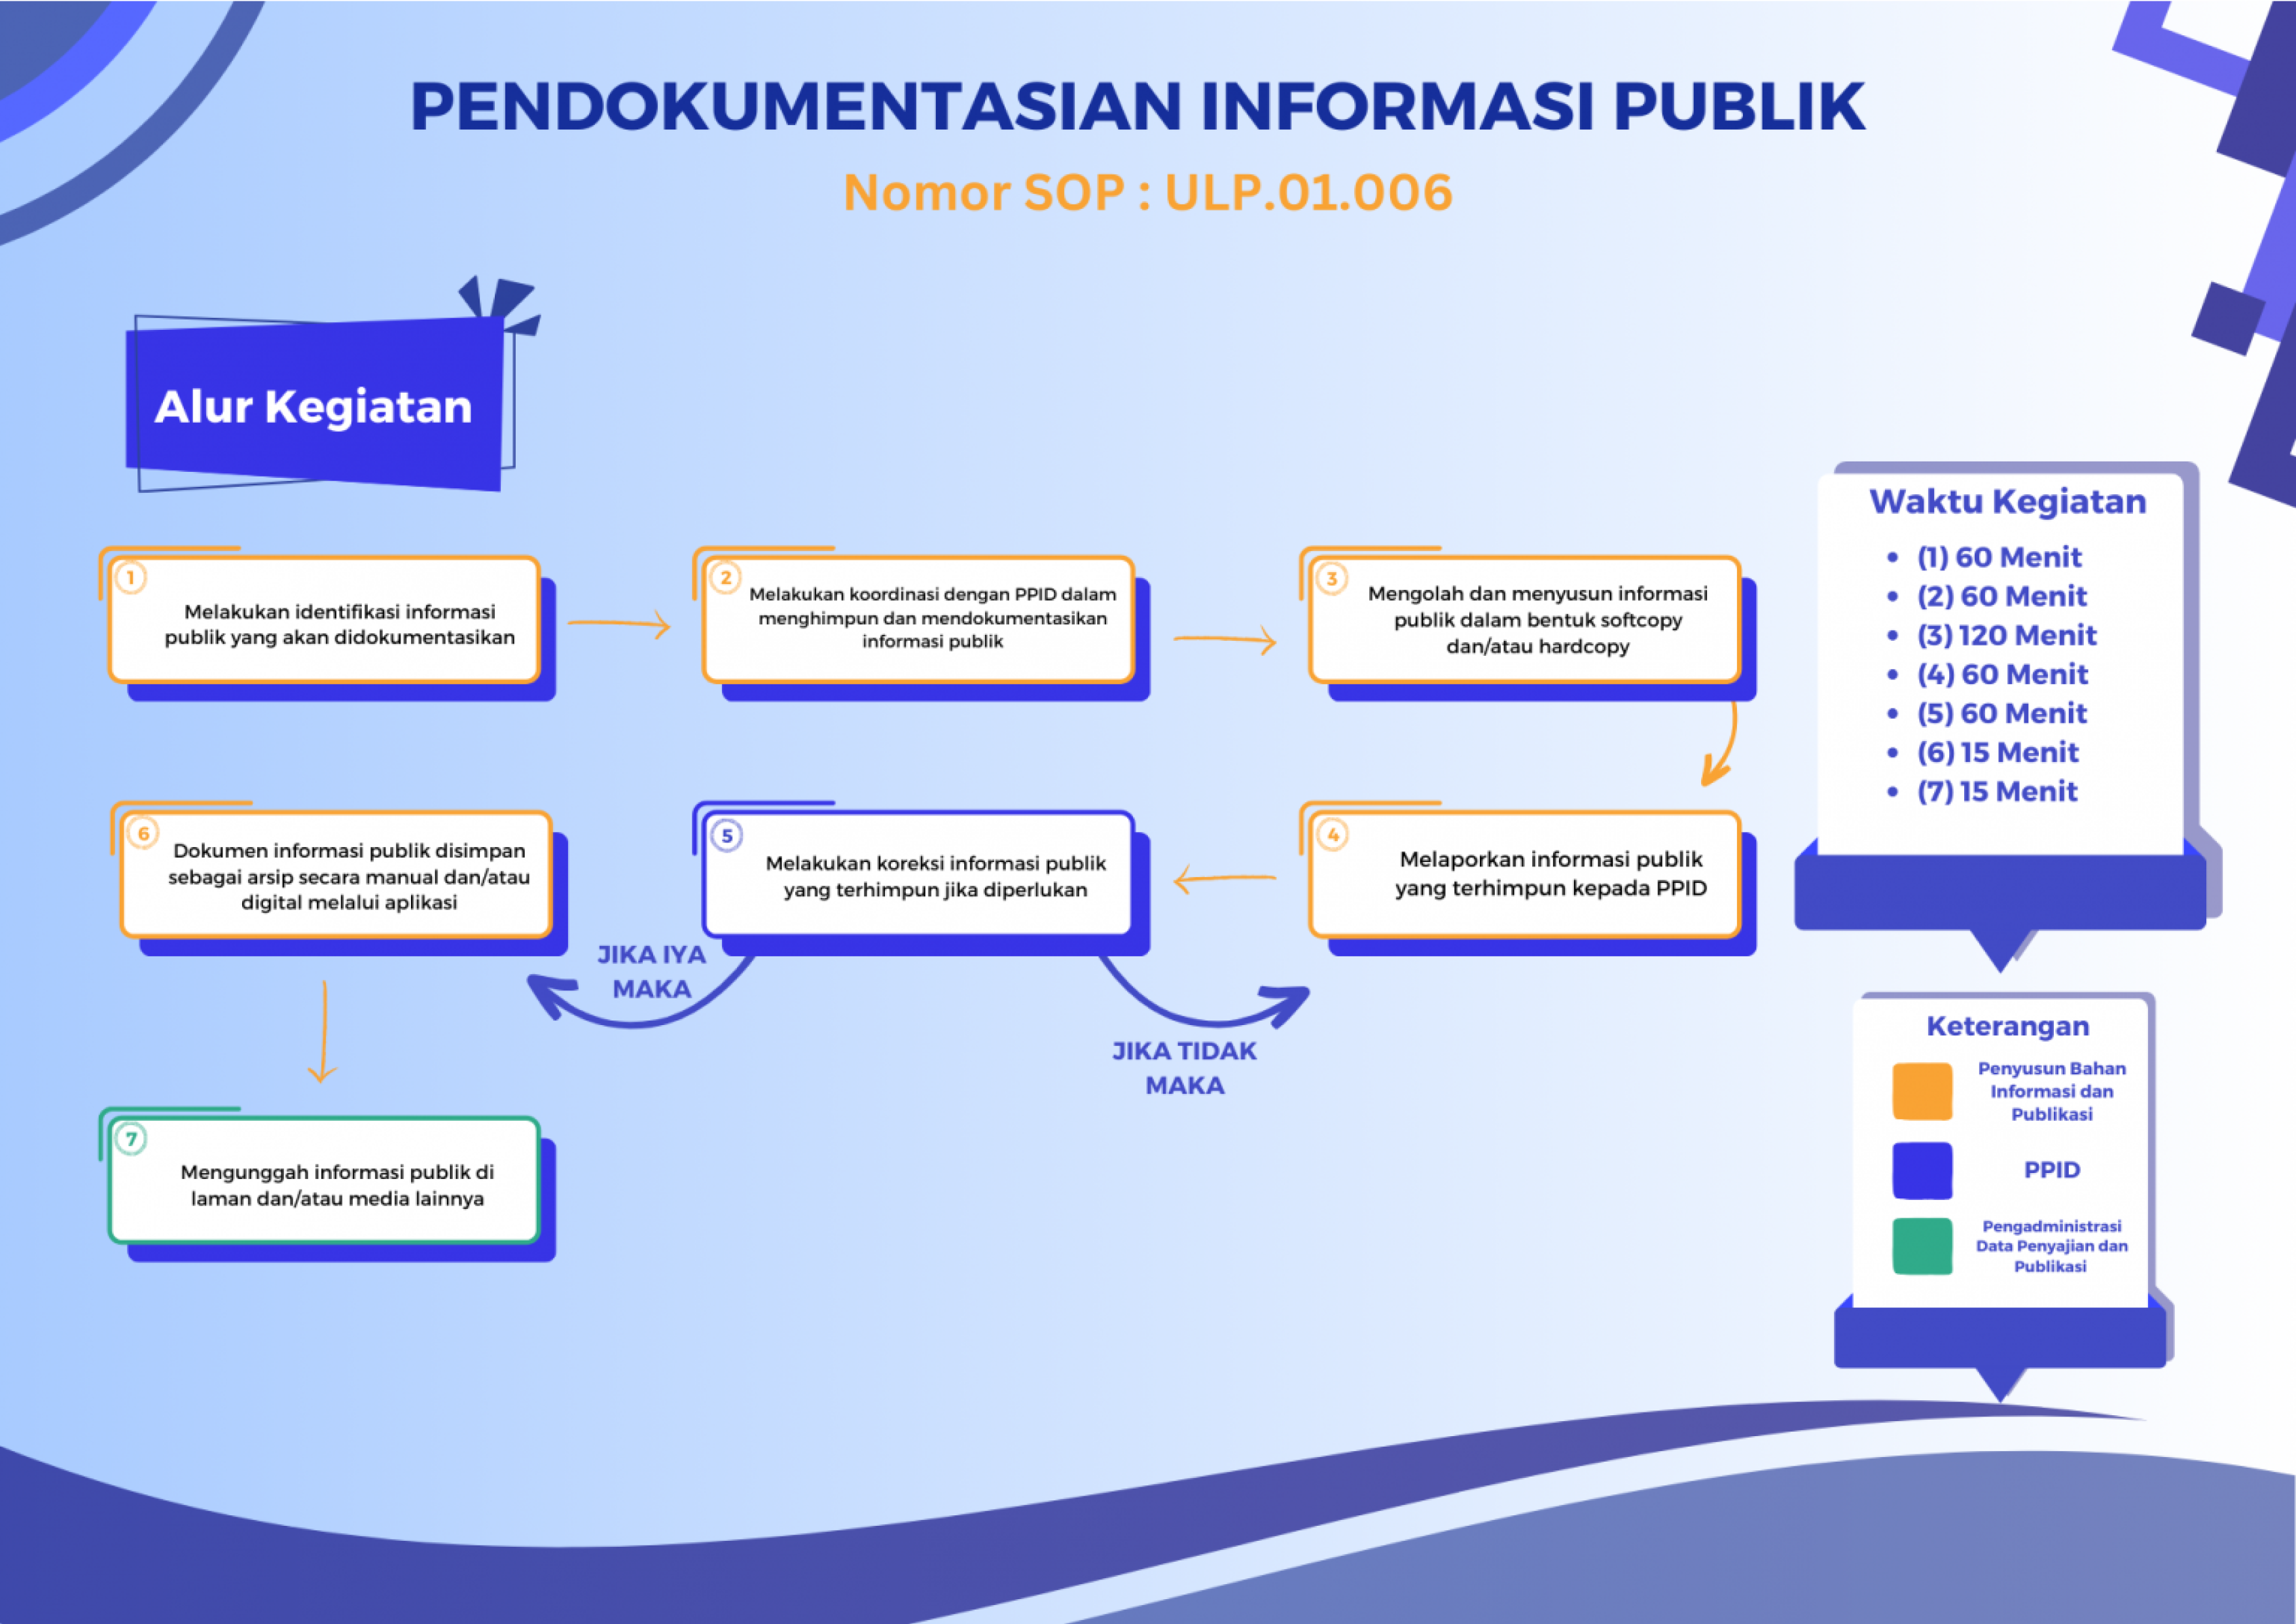 PENDOKUMENTASIAN INFORMASI PUBLIK
Nomor SOP : ULP.01.006
Alur Kegiatan
1
Melakukan identifikasi informasi
publik yang akan didokumentasikan
2
Melakukan koordinasi dengan PPID dalam
menghimpun dan mendokumentasikan
informasi publik
3
Mengolah dan menyusun informasi
publik dalam bentuk softcopy
dan/atau hardcopy
4
Melaporkan informasi publik
yang terhimpun kepada PPID
5
Melakukan koreksi informasi publik
yang terhimpun jika diperlukan
JIKA IYA
MAKA
JIKA TIDAK
MAKA
6
Dokumen informasi publik disimpan
sebagai arsip secara manual dan/atau
digital melalui aplikasi
7
Mengunggah informasi publik di
laman dan/atau media lainnya
Waktu Kegiatan
• (1) 60 Menit
• (2) 60 Menit
• (3) 120 Menit
• (4) 60 Menit
• (5) 60 Menit
• (6) 15 Menit
• (7) 15 Menit
Keterangan
Penyusun Bahan
Informasi dan
Publikasi
PPID
Pengadministrasi
Data Penyajian dan
Publikasi